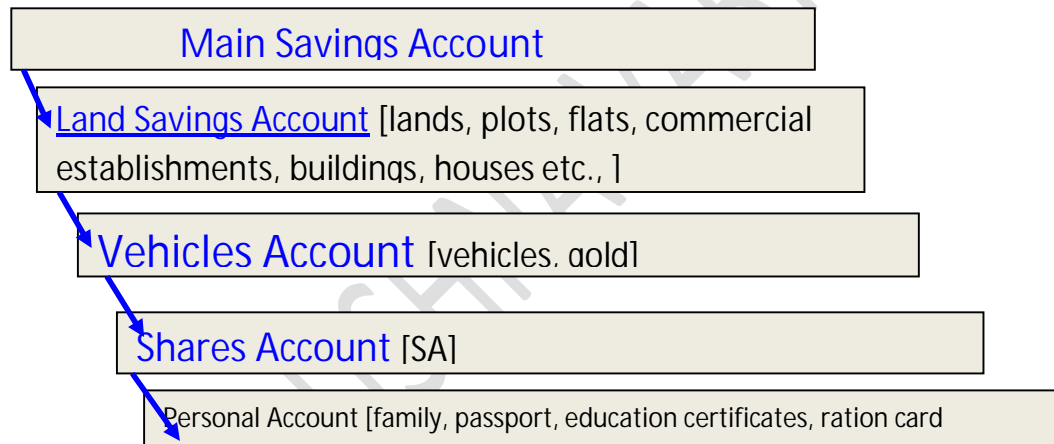 Main Savings Account
Land Savings Account [lands, plots, flats, commercial
establishments, buildings, houses etc., ]
Vehicles Account [vehicles, gold]
Shares Account [SA]
Personal Account [family, passport, education certificates, ration card